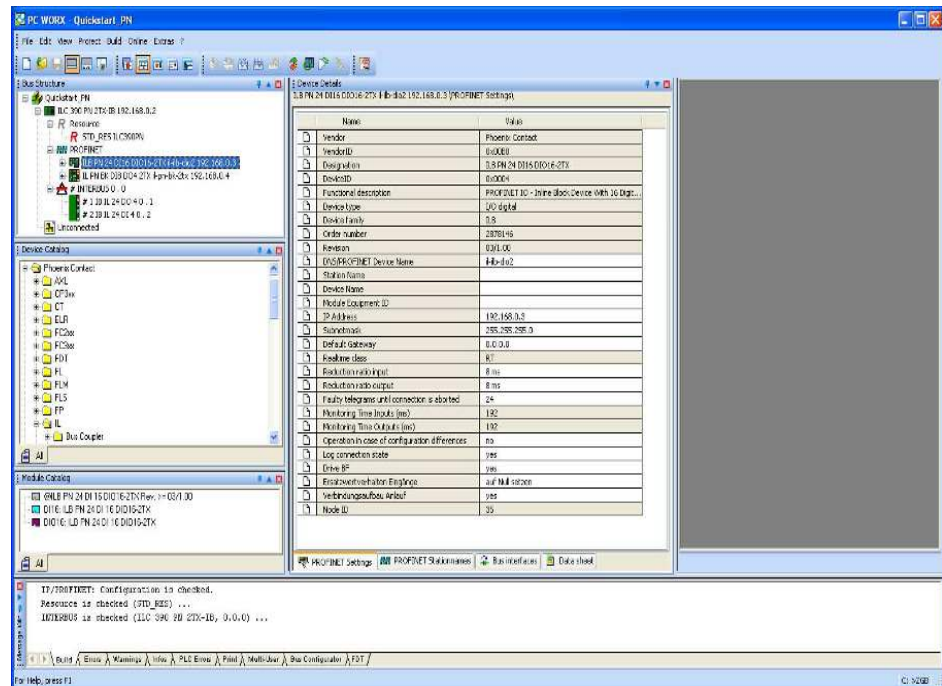 PC WORX - Quickstart_PN
File Edit View Project Build Online Extras ?
Bus Structure
Quickstart_PN
ILC 390 PN 2TX-IB 192.168.0.2
Resource
STD_RES ILC390PN
PROFINET
ILB PN 24 DI16 DIO16-2TX il-ilb-dio2 192.168.0.3
IL PN BK DI8 DO4 2TX il-pn-bk-2tx 192.168.0.4
# INTERBUS 0 . 0
# 1 IB IL 24 DO 4 0 . 1
# 2 IB IL 24 DI 4 0 . 2
Unconnected
Device Catalog
Phoenix Contact
AXL
CT
ELR
FC2xx
FC3xx
FDT
FL
FLM
FLS
FP
IL
Bus Coupler
All
Module Catalog
ILB PN 24 DI 16 DIO16-2TX Rev. >= 03/1.00
DI16: ILB PN 24 DI 16 DIO16-2TX
DIO16: ILB PN 24 DI 16 DIO16-2TX
All
Device Details
ILB PN 24 DI16 DIO16-2TX il-ilb-dio2 192.168.0.3 \PROFINET Settings\
Name Value
Vendor Phoenix Contact
VendorID 0x00B0
Designation ILB PN 24 DI16 DIO16-2TX
DeviceID 0x0004
Functional description PROFINET IO - Inline Block Device With 16 Digit...
Device type I/O digital
Device family ILB
Order number 2878146
Revision 03/1.00
DNS/PROFINET Device Name il-ilb-dio2
Station Name
Device Name
Module Equipment ID
IP Address 192.168.0.3
Subnetmask 255.255.255.0
Default Gateway 0.0.0.0
Realtime class RT
Reduction ratio input 8 ms
Reduction ratio output 8 ms
Faulty telegrams until connection is aborted 24
Monitoring Time Inputs (ms) 192
Monitoring Time Outputs (ms) 192
Operation in case of configuration differences no
Log connection state yes
Drive BF yes
Ersatzwertverhalten Eingänge auf Null setzen
Verbindungsaufbau Anlauf yes
Node ID 35
PROFINET Settings PROFINET Stationnames Bus interfaces Data sheet
IP/PROFINET: Configuration is checked.
Resource is checked (STD_RES) ...
INTERBUS is checked (ILC 390 PN 2TX-IB, 0.0.0) ...
Build Errors Warnings Infos PLC Errors Print Multi-User Bus Configurator FDT
For Help, press F1
C: >2GB